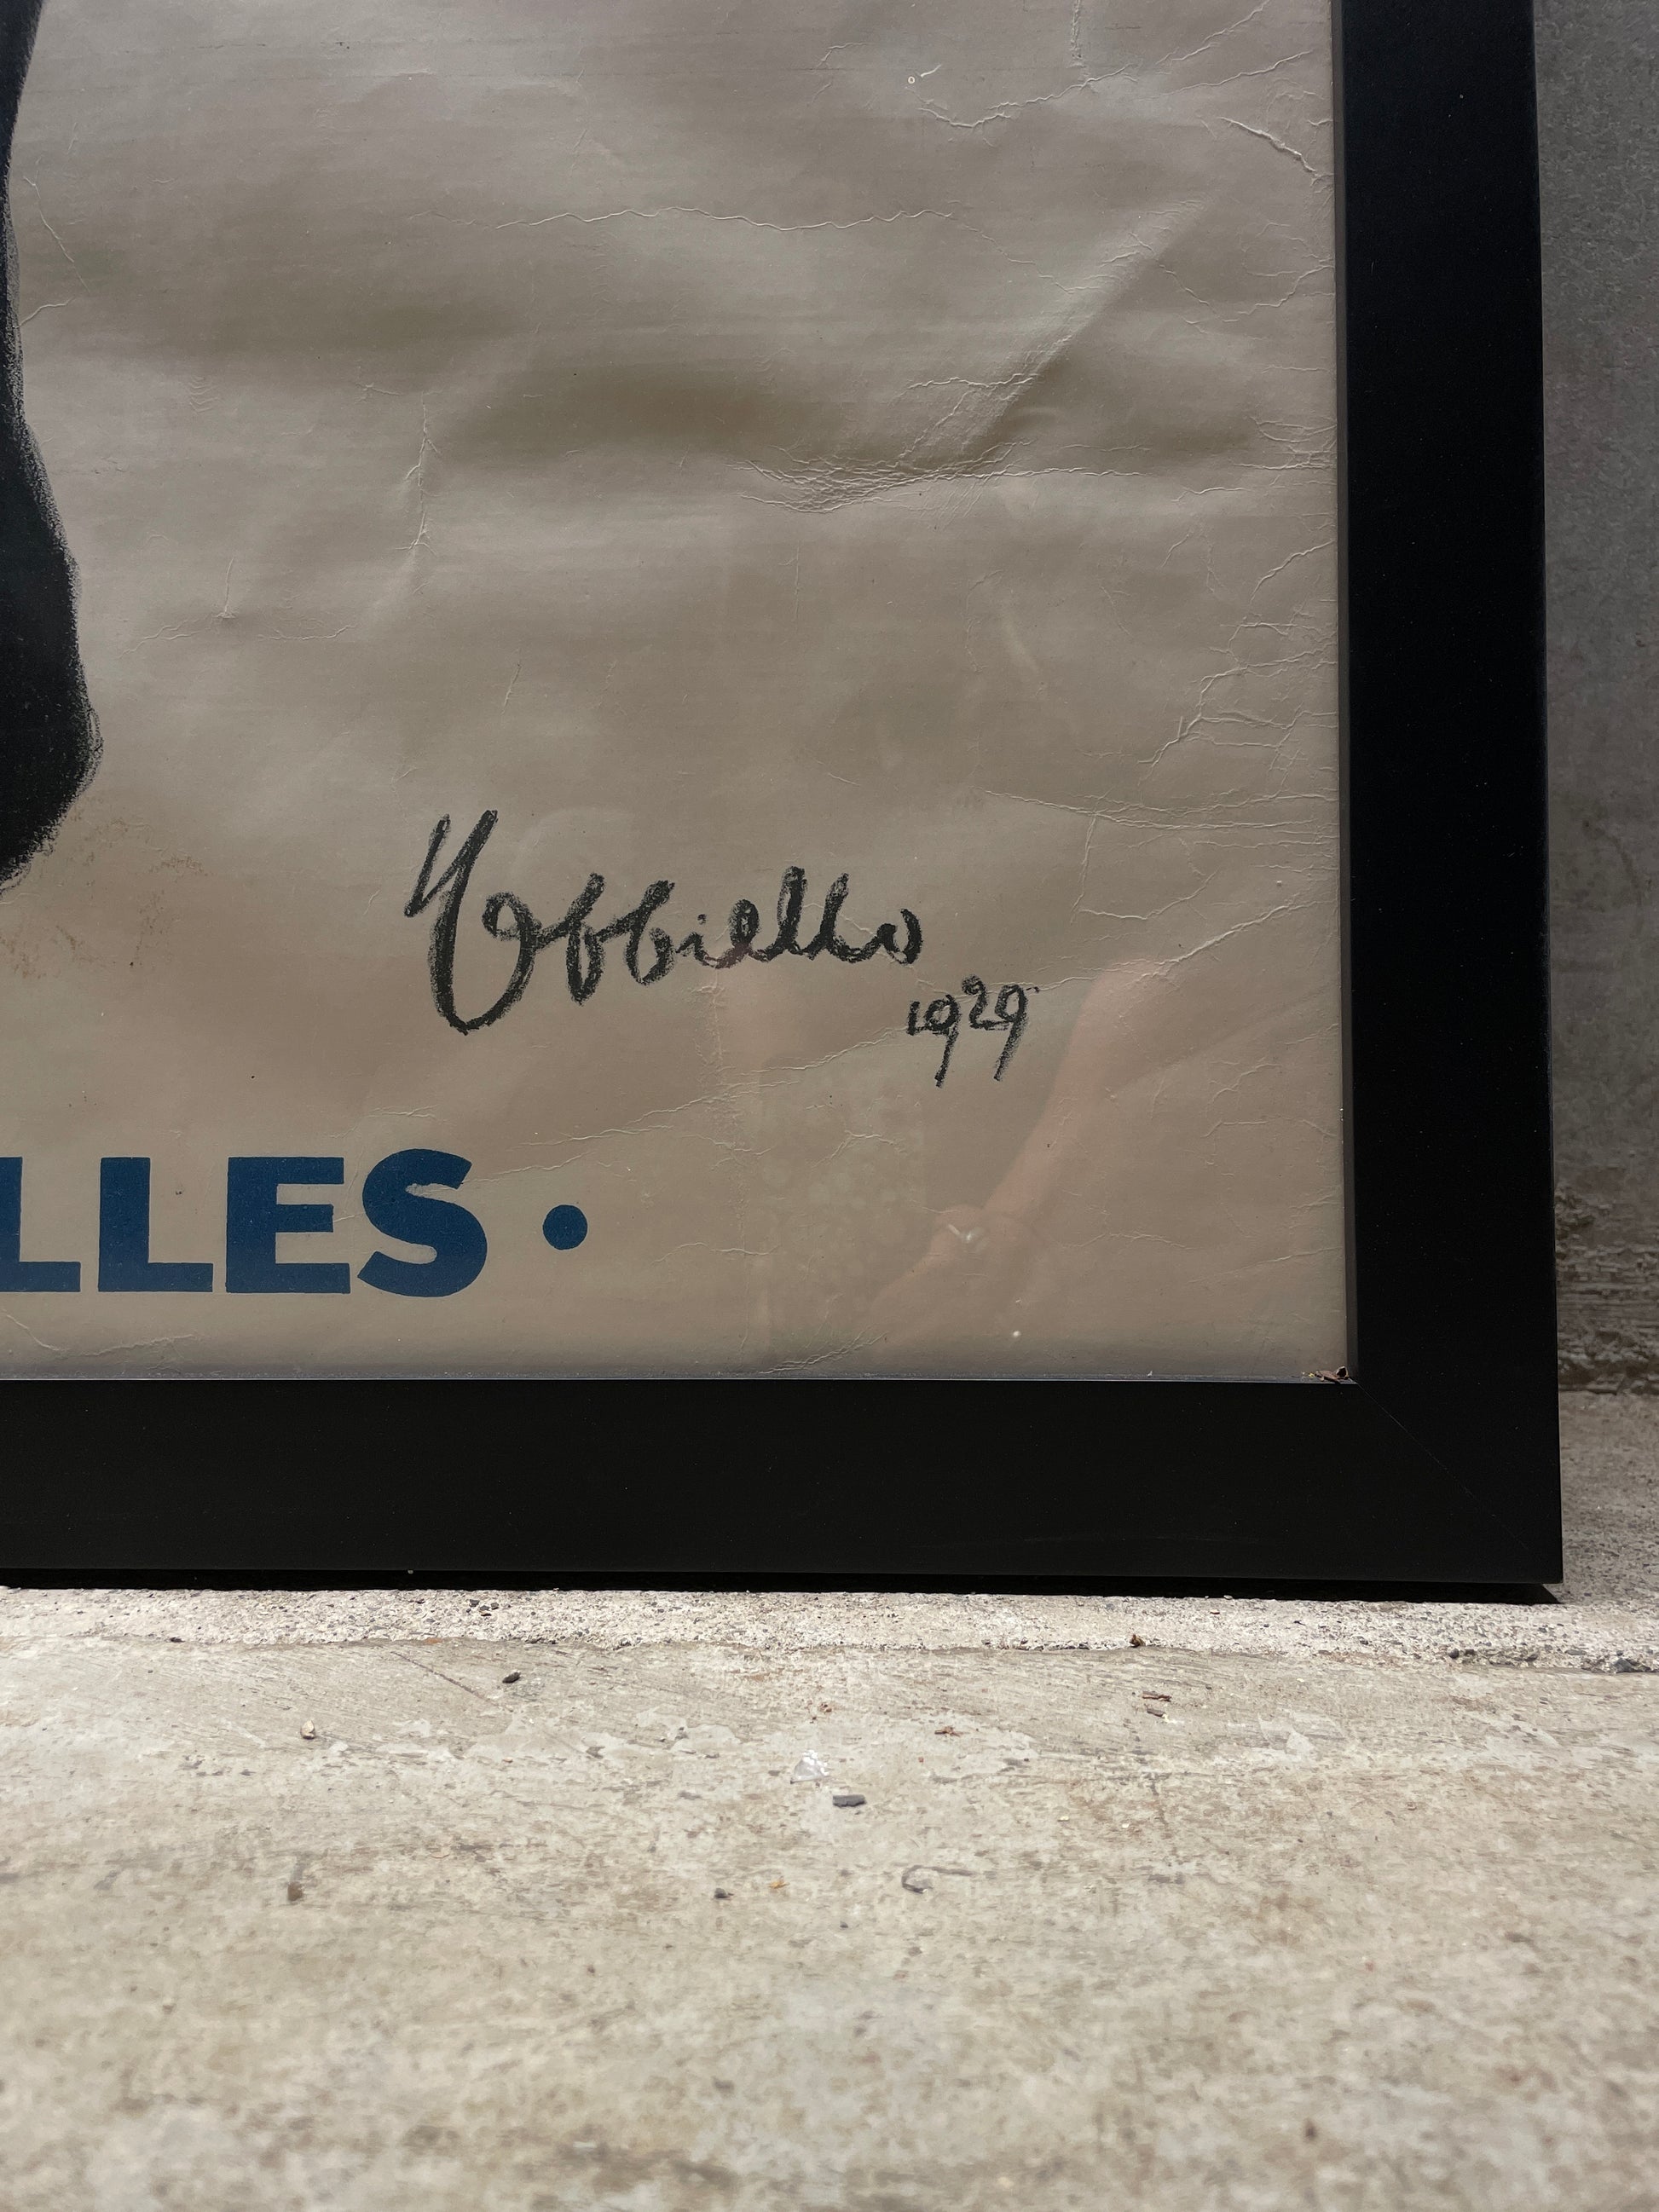 Cappiello
1929
LLES •